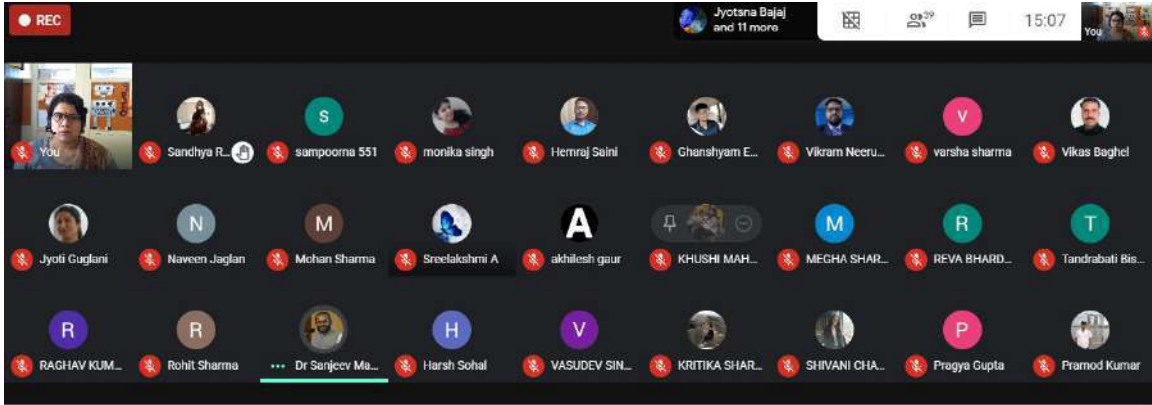 REC
Jyotsna Bajaj
and 11 more
39
15:07
You
You
Sandhya R...
S
sampoorna 551
monika singh
Hemraj Saini
Ghanshyam E...
Vikram Neeru...
V
varsha sharma
Vikas Baghel
Jyoti Guglani
N
Naveen Jaglan
M
Mohan Sharma
Sreelakshmi A
A
akhilesh gaur
KHUSHI MAH...
M
MEGHA SHAR...
R
REVA BHARD...
T
Tandrabati Bis...
R
RAGHAV KUM...
R
Rohit Sharma
Dr Sanjeev Ma...
H
Harsh Sohal
V
VASUDEV SIN...
KRITIKA SHAR...
SHIVANI CHA...
P
Pragya Gupta
Pramod Kumar